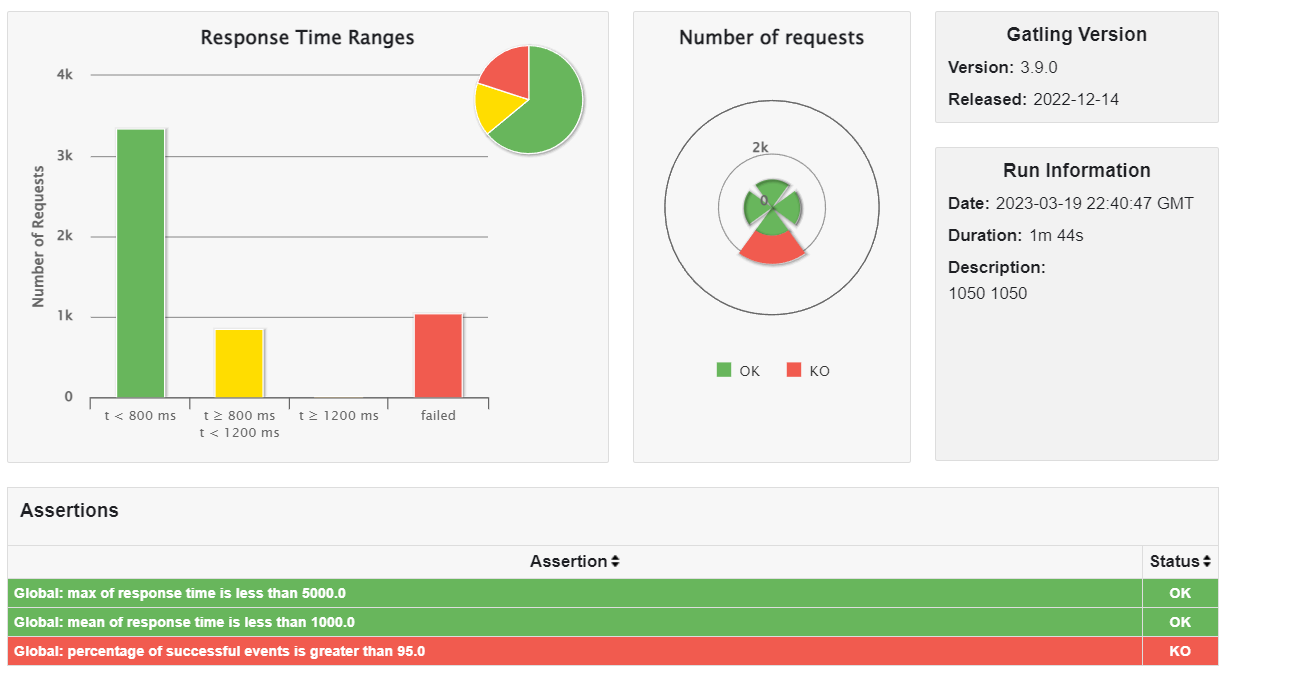 Response Time Ranges
4k
3k
2k
1k
0
Number of Requests
t < 800 ms
t ≥ 800 ms
t < 1200 ms
t ≥ 1200 ms
failed
Number of requests
2k
0
OK
KO
Gatling Version
Version: 3.9.0
Released: 2022-12-14
Run Information
Date: 2023-03-19 22:40:47 GMT
Duration: 1m 44s
Description:
1050 1050
Assertions
Assertion Status
Global: max of response time is less than 5000.0 OK
Global: mean of response time is less than 1000.0 OK
Global: percentage of successful events is greater than 95.0 KO